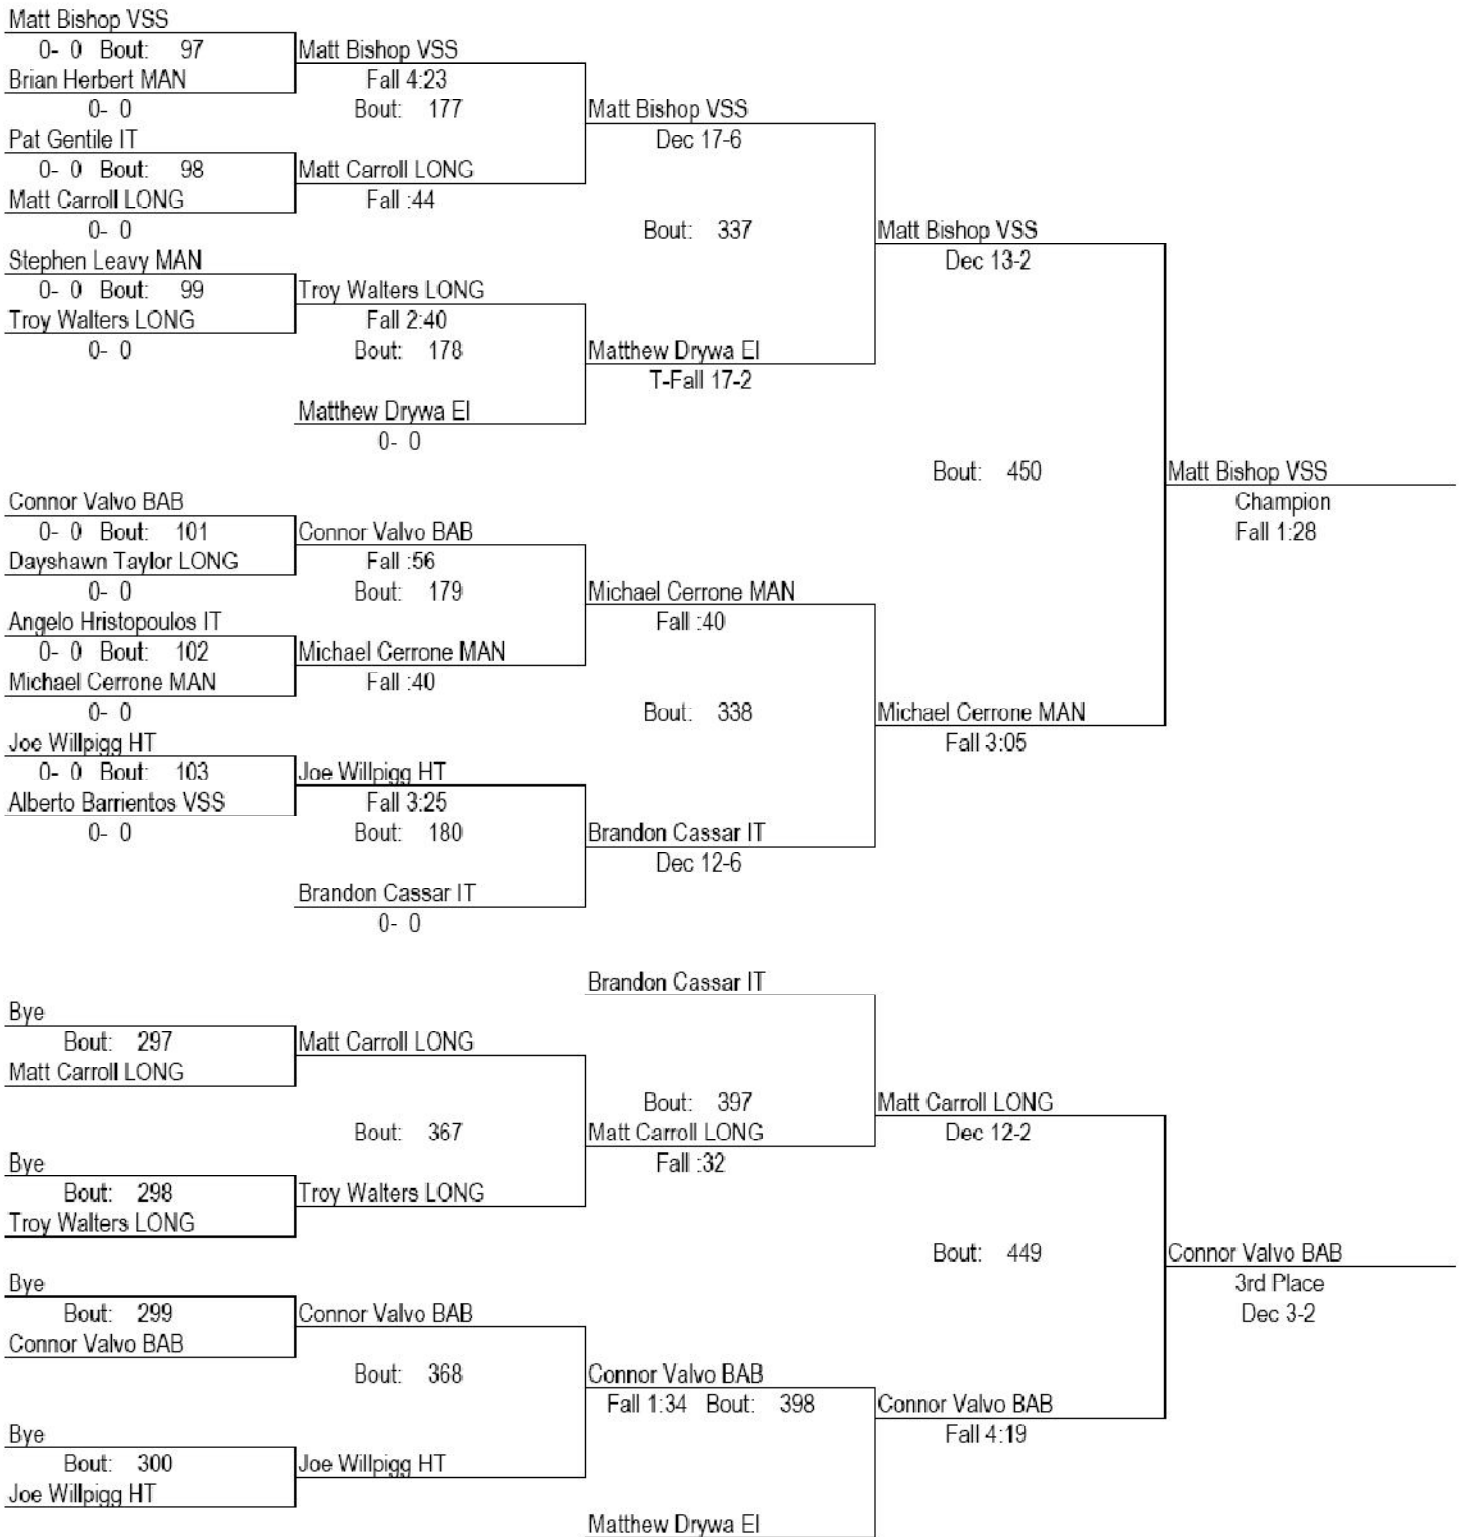 Matt Bishop VSS
0- 0 Bout: 97
Matt Bishop VSS
Brian Herbert MAN
Fall 4:23
0- 0
Bout: 177
Matt Bishop VSS
Pat Gentile IT
Dec 17-6
0- 0 Bout: 98
Matt Carroll LONG
Matt Carroll LONG
Fall :44
0- 0
Bout: 337
Matt Bishop VSS
Stephen Leavy MAN
Dec 13-2
0- 0 Bout: 99
Troy Walters LONG
Troy Walters LONG
Fall 2:40
0- 0
Bout: 178
Matthew Drywa EI
T-Fall 17-2
Matthew Drywa EI
0- 0
Bout: 450
Matt Bishop VSS
Connor Valvo BAB
Champion
0- 0 Bout: 101
Connor Valvo BAB
Fall 1:28
Dayshawn Taylor LONG
Fall :56
0- 0
Bout: 179
Michael Cerrone MAN
Angelo Hristopoulos IT
Fall :40
0- 0 Bout: 102
Michael Cerrone MAN
Michael Cerrone MAN
Fall :40
0- 0
Bout: 338
Michael Cerrone MAN
Joe Willpigg HT
Fall 3:05
0- 0 Bout: 103
Joe Willpigg HT
Alberto Barrientos VSS
Fall 3:25
0- 0
Bout: 180
Brandon Cassar IT
Dec 12-6
Brandon Cassar IT
0- 0
Brandon Cassar IT
Bye
Bout: 297
Matt Carroll LONG
Matt Carroll LONG
Bout: 397
Matt Carroll LONG
Bout: 367
Matt Carroll LONG
Dec 12-2
Bye
Fall :32
Bout: 298
Troy Walters LONG
Troy Walters LONG
Bout: 449
Connor Valvo BAB
Bye
3rd Place
Bout: 299
Connor Valvo BAB
Dec 3-2
Connor Valvo BAB
Bout: 368
Connor Valvo BAB
Fall 1:34 Bout: 398
Connor Valvo BAB
Bye
Fall 4:19
Bout: 300
Joe Willpigg HT
Joe Willpigg HT
Matthew Drywa EI